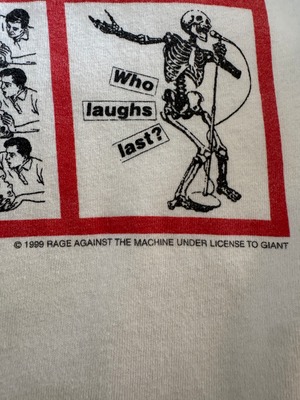 Who
laughs
last?
© 1999 RAGE AGAINST THE MACHINE UNDER LICENSE TO GIANT